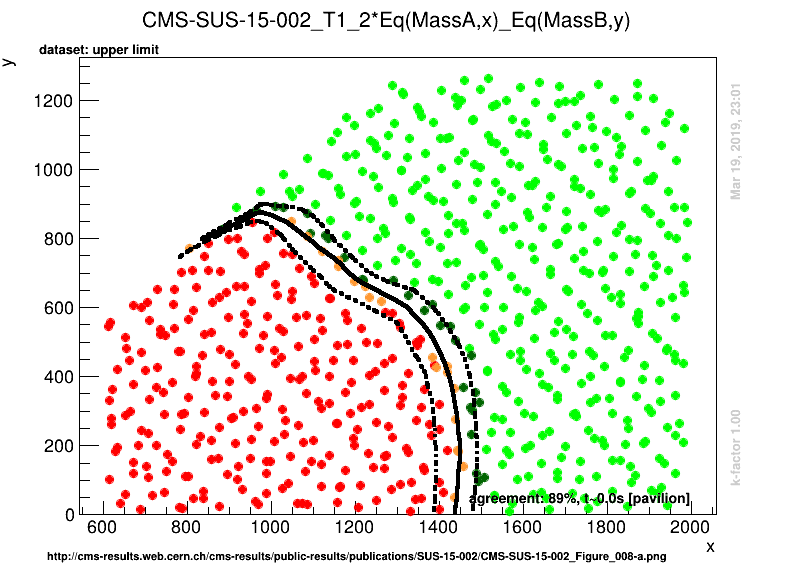 CMS-SUS-15-002_T1_2*Eq(MassA,x)_Eq(MassB,y)
dataset: upper limit
y
1200
1000
800
600
400
200
0
600
800
1000
1200
1400
1600
1800
2000
x
agreement: 89%, t~0.0s [pavilion]
Mar 19, 2019, 23:01
k-factor 1.00
http://cms-results.web.cern.ch/cms-results/public-results/publications/SUS-15-002/CMS-SUS-15-002_Figure_008-a.png